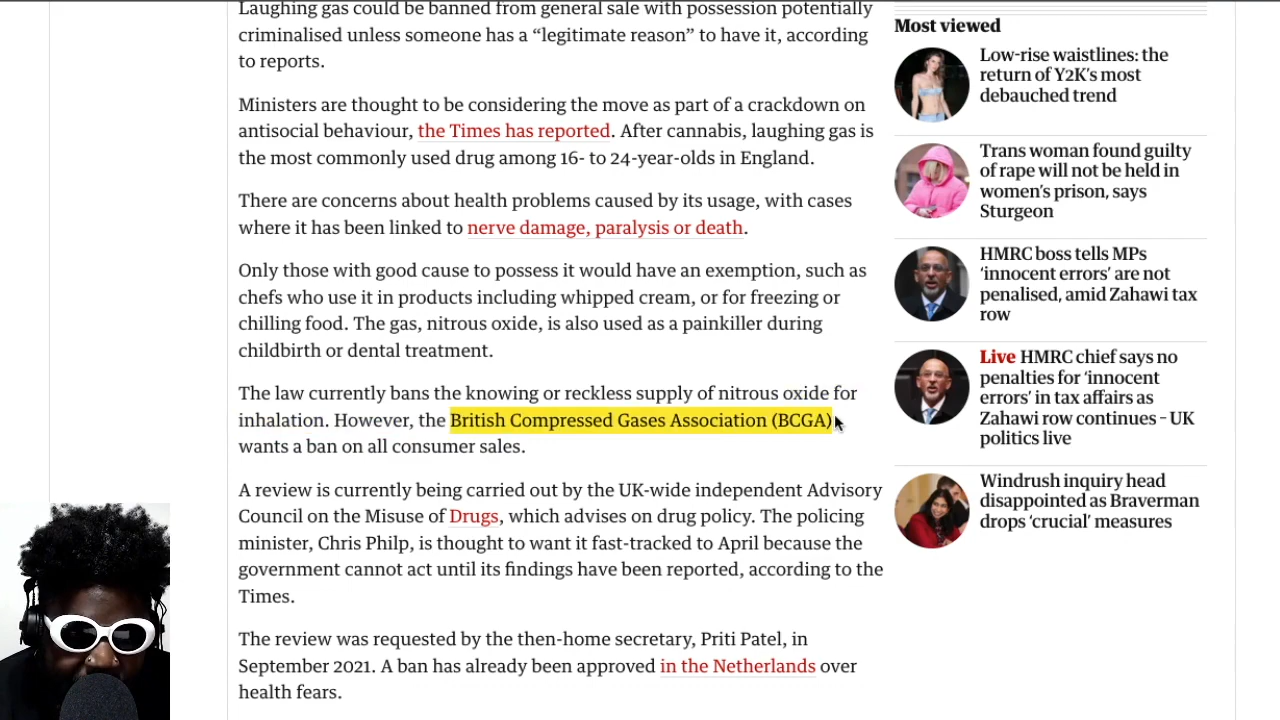 Laughing gas could be banned from general sale with possession potentially
criminalised unless someone has a “legitimate reason” to have it, according
to reports.
Ministers are thought to be considering the move as part of a crackdown on
antisocial behaviour, the Times has reported. After cannabis, laughing gas is
the most commonly used drug among 16- to 24-year-olds in England.
There are concerns about health problems caused by its usage, with cases
where it has been linked to nerve damage, paralysis or death.
Only those with good cause to possess it would have an exemption, such as
chefs who use it in products including whipped cream, or for freezing or
chilling food. The gas, nitrous oxide, is also used as a painkiller during
childbirth or dental treatment.
The law currently bans the knowing or reckless supply of nitrous oxide for
inhalation. However, the British Compressed Gases Association (BCGA)
wants a ban on all consumer sales.
A review is currently being carried out by the UK-wide independent Advisory
Council on the Misuse of Drugs, which advises on drug policy. The policing
minister, Chris Philp, is thought to want it fast-tracked to April because the
government cannot act until its findings have been reported, according to the
Times.
The review was requested by the then-home secretary, Priti Patel, in
September 2021. A ban has already been approved in the Netherlands over
health fears.
Most viewed
Low-rise waistlines: the
return of Y2K’s most
debauched trend
Trans woman found guilty
of rape will not be held in
women’s prison, says
Sturgeon
HMRC boss tells MPs
‘innocent errors’ are not
penalised, amid Zahawi tax
row
Live HMRC chief says no
penalties for ‘innocent
errors’ in tax affairs as
Zahawi row continues – UK
politics live
Windrush inquiry head
disappointed as Braverman
drops ‘crucial’ measures